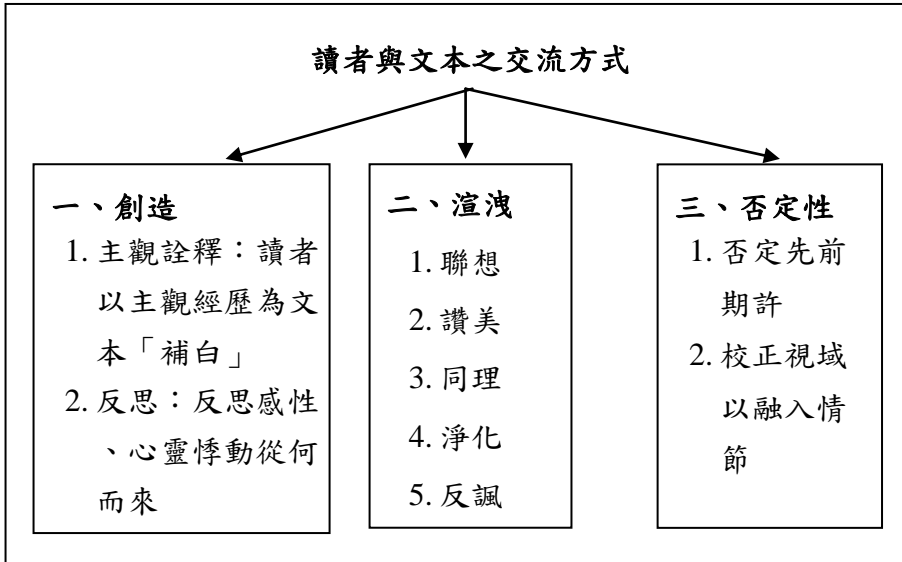 讀者與文本之交流方式
一、創造
1. 主觀詮釋：讀者
以主觀經歷為文
本「補白」
2. 反思：反思感性
、心靈悸動從何
而來
二、渲洩
1. 聯想
2. 讚美
3. 同理
4. 淨化
5. 反諷
三、否定性
1. 否定先前
期許
2. 校正視域
以融入情
節